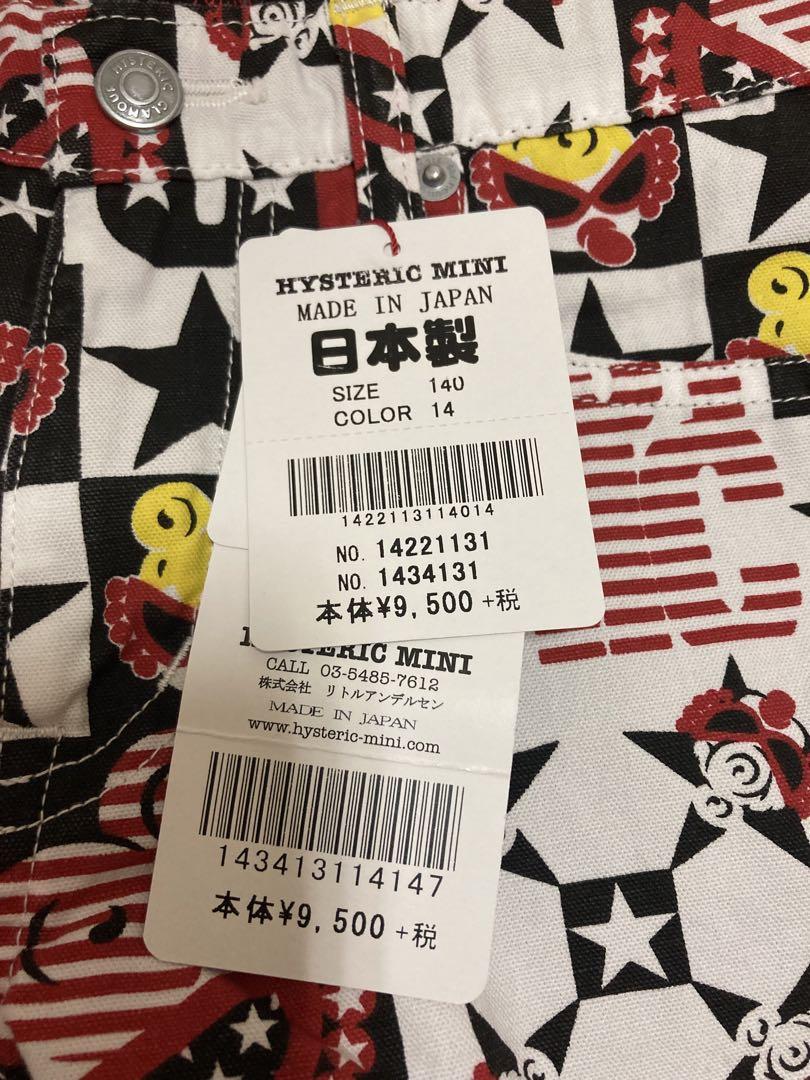 HYSTERIC GLAMOUR
HYSTERIC MINI
MADE IN JAPAN
日本製
SIZE 140
COLOR 14
1422113114014
NO. 14221131
NO. 1434131
本体¥9,500+税
HYSTERIC MINI
CALL 03-5485-7612
株式会社 リトルアンデルセン
MADE IN JAPAN
www.hysteric-mini.com
143413114147
本体¥9,500+税